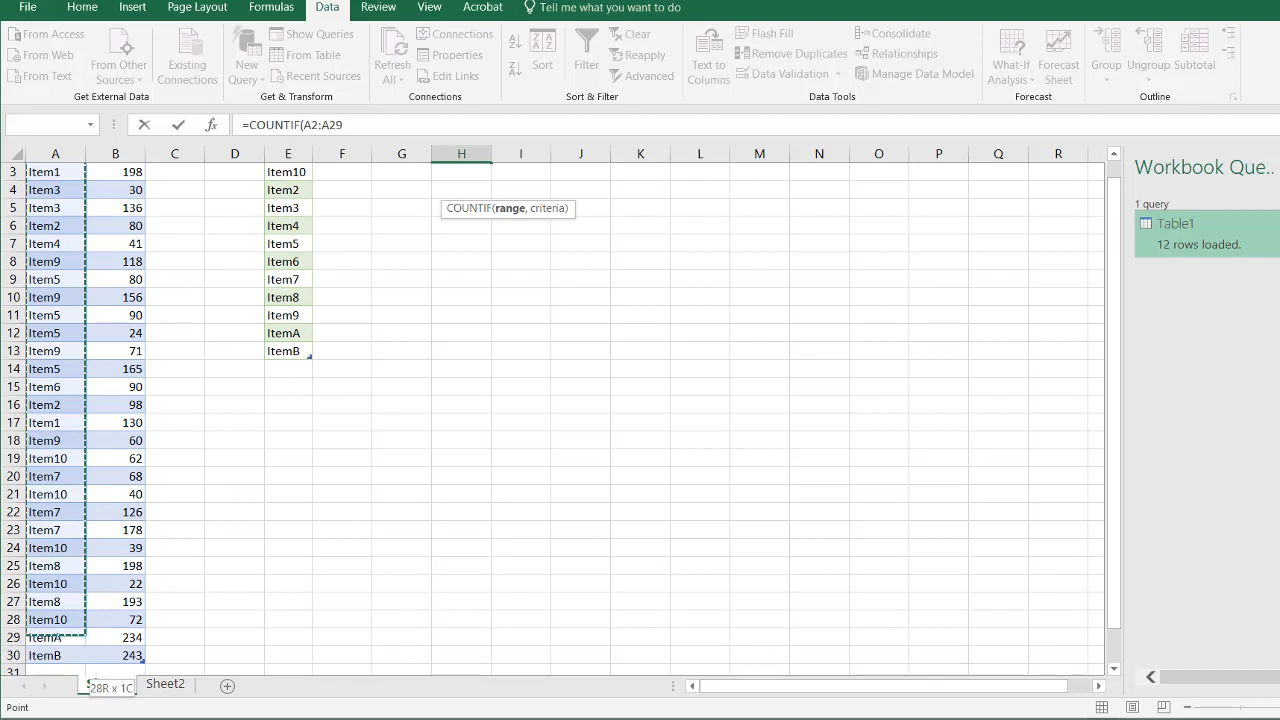 File Home Insert Page Layout Formulas Data Review View Acrobat Tell me what you want to do
From Access
From Web
From Text
From Other Sources
Existing Connections
Get External Data
New Query
Show Queries
From Table
Recent Sources
Get & Transform
Refresh All
Connections
Properties
Edit Links
Connections
Sort
Filter
Clear
Reapply
Advanced
Sort & Filter
Text to Columns
Flash Fill
Remove Duplicates
Data Validation
Consolidate
Relationships
Manage Data Model
Data Tools
What-If Analysis
Forecast Sheet
Forecast
Group
Ungroup
Subtotal
Outline
fx =COUNTIF(A2:A29
A B C D E F G H I J K L M N O P Q R
3 Item1 198 Item10
4 Item3 30 Item2
5 Item3 136 Item3
6 Item2 80 Item4
7 Item4 41 Item5
8 Item9 118 Item6
9 Item5 80 Item7
10 Item9 156 Item8
11 Item5 90 Item9
12 Item5 24 ItemA
13 Item9 71 ItemB
14 Item5 165
15 Item6 90
16 Item2 98
17 Item1 130
18 Item9 60
19 Item10 62
20 Item7 68
21 Item10 40
22 Item7 126
23 Item7 178
24 Item10 39
25 Item8 198
26 Item10 22
27 Item8 193
28 Item10 72
29 ItemA 234
30 ItemB 243
31
COUNTIF(range, criteria)
Workbook Que..
1 query
Table1
12 rows loaded.
28R x 1C
Sheet2
Point